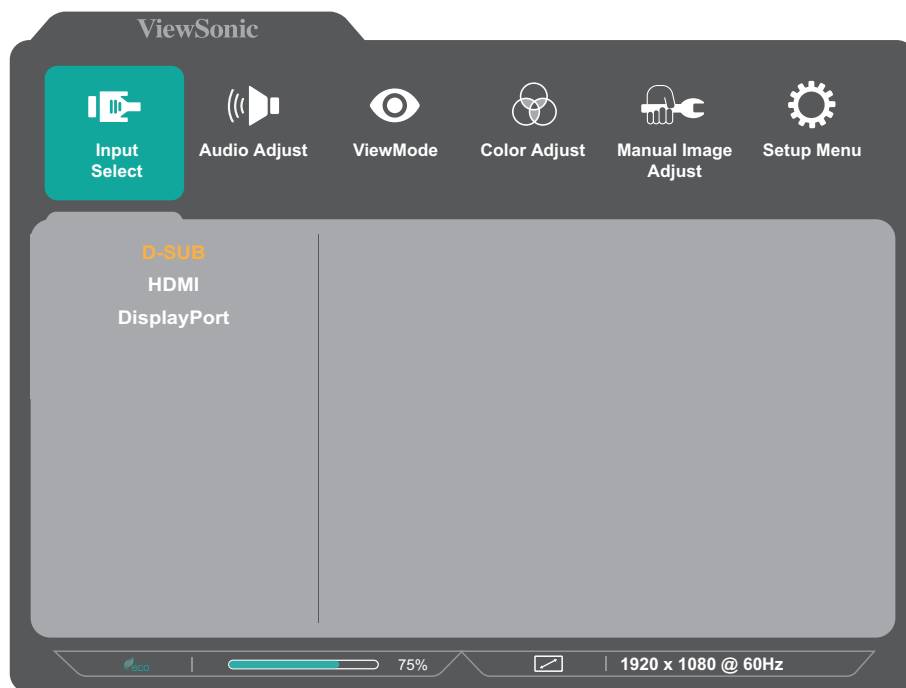 ViewSonic
Input
Select
Audio Adjust
ViewMode
Color Adjust
Manual Image
Adjust
Setup Menu
D-SUB
HDMI
DisplayPort
eco
75%
1920 x 1080 @ 60Hz